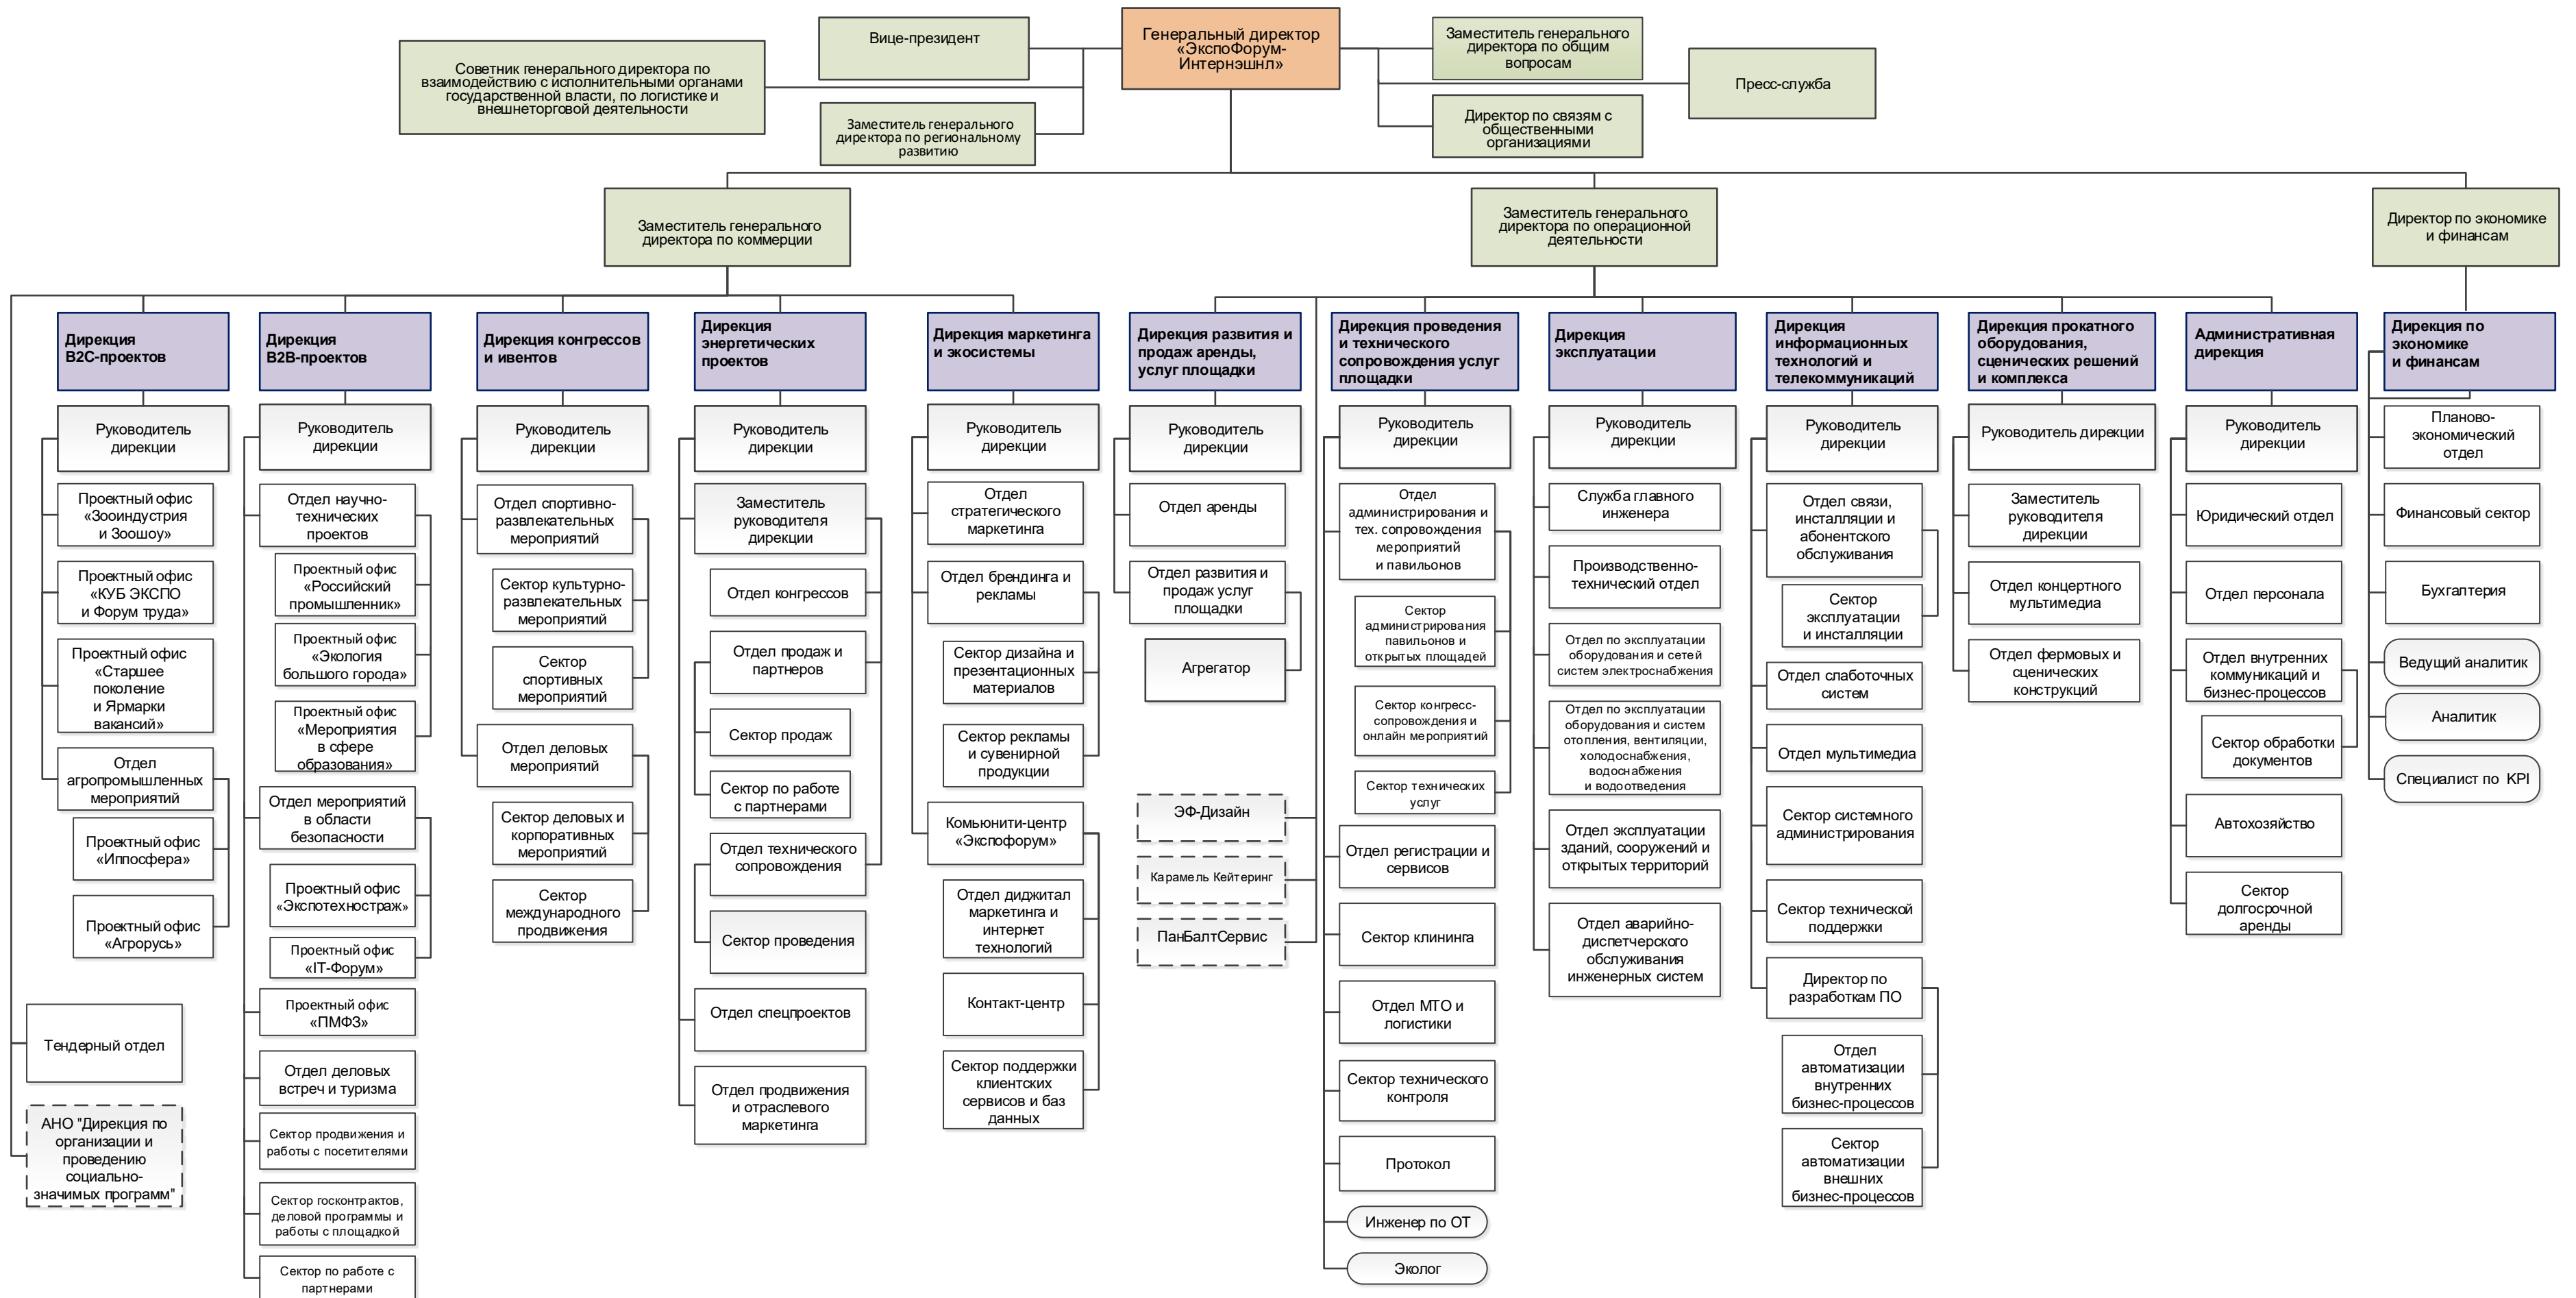 Вице-президент
Генеральный директор
«ЭкспоФорум-
Интернэшнл»
Заместитель генерального
директора по общим
вопросам
Советник генерального директора по
взаимодействию с исполнительными органами
государственной власти, по логистике и
внешнеторговой деятельности
Пресс-служба
Заместитель генерального
директора по региональному
развитию
Директор по связям с
общественными
организациями
Заместитель генерального
директора по коммерции
Заместитель генерального
директора по операционной
деятельности
Директор по экономике
и финансам
Дирекция
B2C-проектов
Руководитель
дирекции
Проектный офис
«Зооиндустрия
и Зоошоу»
Проектный офис
«КУБ ЭКСПО
и Форум труда»
Проектный офис
«Старшее
поколение
и Ярмарки
вакансий»
Отдел
агропромышленных
мероприятий
Проектный офис
«Иппосфера»
Проектный офис
«Агрорусь»
Тендерный отдел
АНО "Дирекция по
организации и
проведению
социально-
значимых программ"
Дирекция
B2B-проектов
Руководитель
дирекции
Отдел научно-
технических
проектов
Проектный офис
«Российский
промышленник»
Проектный офис
«Экология
большого города»
Проектный офис
«Мероприятия
в сфере
образования»
Отдел мероприятий
в области
безопасности
Проектный офис
«Экспотехностраж»
Проектный офис
«IT-Форум»
Проектный офис
«ПМФЗ»
Отдел деловых
встреч и туризма
Сектор продвижения и
работы с посетителями
Сектор госконтрактов,
деловой программы и
работы с площадкой
Сектор по работе с
партнерами
Дирекция конгрессов
и ивентов
Руководитель
дирекции
Отдел спортивно-
развлекательных
мероприятий
Сектор культурно-
развлекательных
мероприятий
Сектор
спортивных
мероприятий
Отдел деловых
мероприятий
Сектор деловых и
корпоративных
мероприятий
Сектор
международного
продвижения
Дирекция
энергетических
проектов
Руководитель
дирекции
Заместитель
руководителя
дирекции
Отдел конгрессов
Отдел продаж и
партнеров
Сектор продаж
Сектор по работе
с партнерами
Отдел технического
сопровождения
Сектор проведения
Отдел спецпроектов
Отдел продвижения
и отраслевого
маркетинга
Дирекция маркетинга
и экосистемы
Руководитель
дирекции
Отдел
стратегического
маркетинга
Отдел брендинга и
рекламы
Сектор дизайна и
презентационных
материалов
Сектор рекламы
и сувенирной
продукции
Комьюнити-центр
«Экспофорум»
Отдел диджитал
маркетинга и
интернет
технологий
Контакт-центр
Сектор поддержки
клиентских
сервисов и баз
данных
Дирекция развития и
продаж аренды,
услуг площадки
Руководитель
дирекции
Отдел аренды
Отдел развития и
продаж услуг
площадки
Агрегатор
ЭФ-Дизайн
Карамель Кейтеринг
ПанБалтСервис
Дирекция проведения
и технического
сопровождения услуг
площадки
Руководитель
дирекции
Отдел
администрирования и
тех. сопровождения
мероприятий
и павильонов
Сектор
администрирования
павильонов и
открытых площадей
Сектор конгресс-
сопровождения и
онлайн мероприятий
Сектор технических
услуг
Отдел регистрации и
сервисов
Сектор клининга
Отдел МТО и
логистики
Сектор технического
контроля
Протокол
Инженер по ОТ
Эколог
Дирекция
эксплуатации
Руководитель
дирекции
Служба главного
инженера
Производственно-
технический отдел
Отдел по эксплуатации
оборудования и сетей
систем электроснабжения
Отдел по эксплуатации
оборудования и систем
отопления, вентиляции,
холодоснабжения,
водоснабжения
и водоотведения
Отдел эксплуатации
зданий, сооружений и
открытых территорий
Отдел аварийно-
диспетчерского
обслуживания
инженерных систем
Дирекция
информационных
технологий и
телекоммуникаций
Руководитель
дирекции
Отдел связи,
инсталляции и
абонентского
обслуживания
Сектор
эксплуатации
и инсталляции
Отдел слаботочных
систем
Отдел мультимедиа
Сектор системного
администрирования
Сектор технической
поддержки
Директор по
разработкам ПО
Отдел
автоматизации
внутренних
бизнес-процессов
Сектор
автоматизации
внешних
бизнес-процессов
Дирекция прокатного
оборудования,
сценических решений
и комплекса
Руководитель дирекции
Заместитель
руководителя
дирекции
Отдел концертного
мультимедиа
Отдел фермовых и
сценических
конструкций
Административная
дирекция
Руководитель
дирекции
Юридический отдел
Отдел персонала
Отдел внутренних
коммуникаций и
бизнес-процессов
Сектор обработки
документов
Автохозяйство
Сектор
долгосрочной
аренды
Дирекция по
экономике
и финансам
Планово-
экономический
отдел
Финансовый сектор
Бухгалтерия
Ведущий аналитик
Аналитик
Специалист по KPI